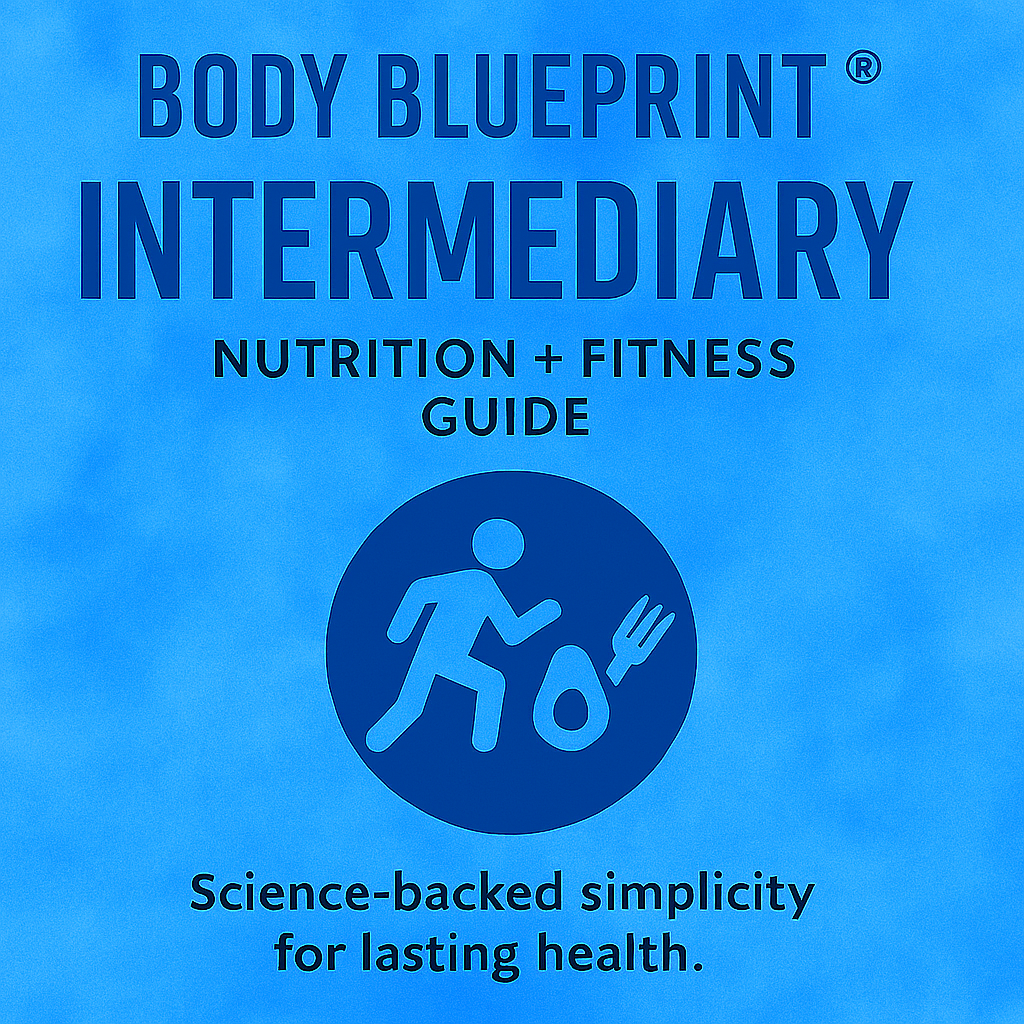 BODY BLUEPRINT®
INTERMEDIARY
NUTRITION + FITNESS
GUIDE
Science-backed simplicity
for lasting health.